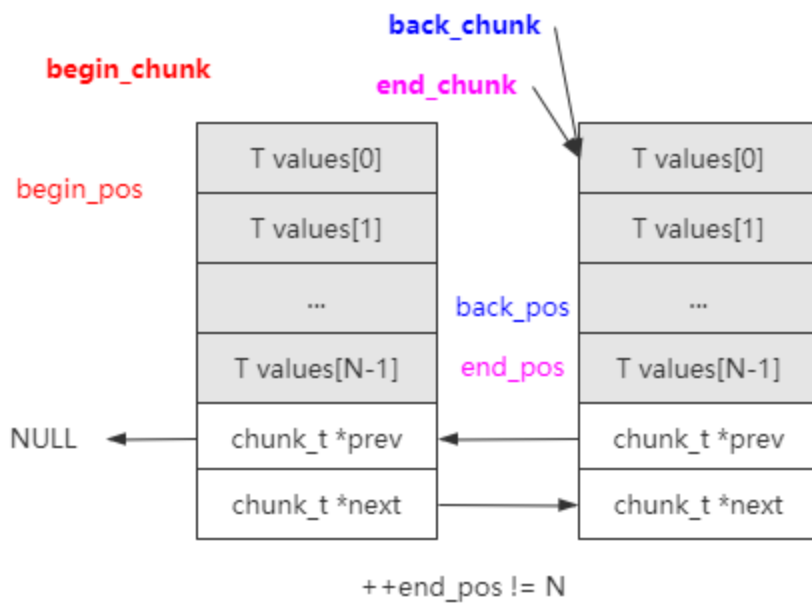 back_chunk
begin_chunk
end_chunk
T values[0]
T values[0]
begin_pos
T values[1]
T values[1]
...
back_pos
...
T values[N-1]
end_pos
T values[N-1]
NULL
chunk_t *prev
chunk_t *prev
chunk_t *next
chunk_t *next
++end_pos != N